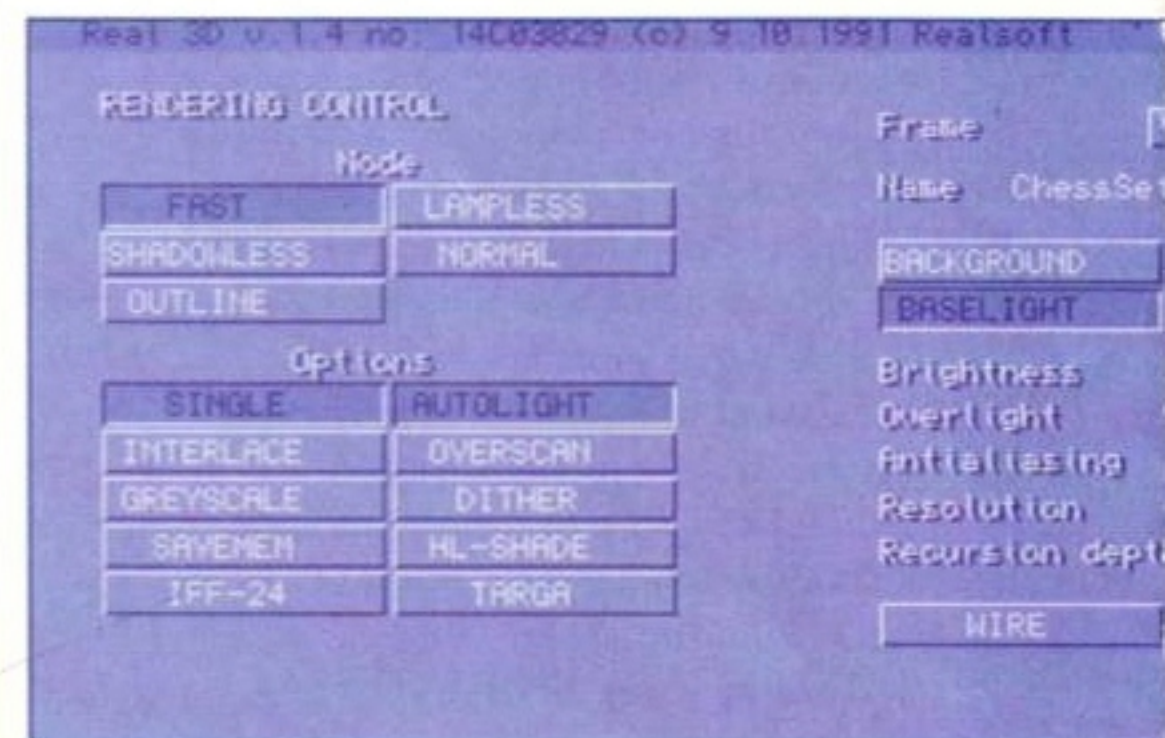 Real 3D v.1.4 no. 14C03829 (c) 9.10.1991 Realsoft
RENDERING CONTROL
Mode
FAST LAMPLESS
SHADOWLESS NORMAL
OUTLINE
Options
SINGLE AUTOLIGHT
INTERLACE OVERSCAN
GREYSCALE DITHER
SAVEMEM HL-SHADE
IFF-24 TARGA
Frame
Name ChessSet
BACKGROUND
BASELIGHT
Brightness
Overlight
Antialiasing
Resolution
Recursion dept
WIRE